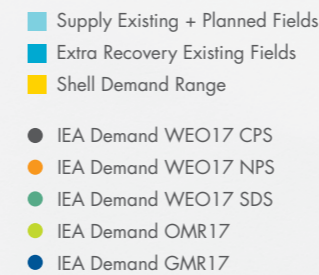 Supply Existing + Planned Fields
Extra Recovery Existing Fields
Shell Demand Range
IEA Demand WEO17 CPS
IEA Demand WEO17 NPS
IEA Demand WEO17 SDS
IEA Demand OMR17
IEA Demand GMR17